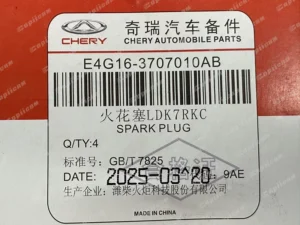 CHERY
奇瑞汽车备件
CHERY AUTOMOBILE PARTS
E4G16-3707010AB
火花塞LDK7RKC
SPARK PLUG
Q/TY:4
标准号: GB/T 7825
DATE: 2025-03 20 9AE
生产企业: 潍柴火炬科技股份有限公司
MADE IN CHINA